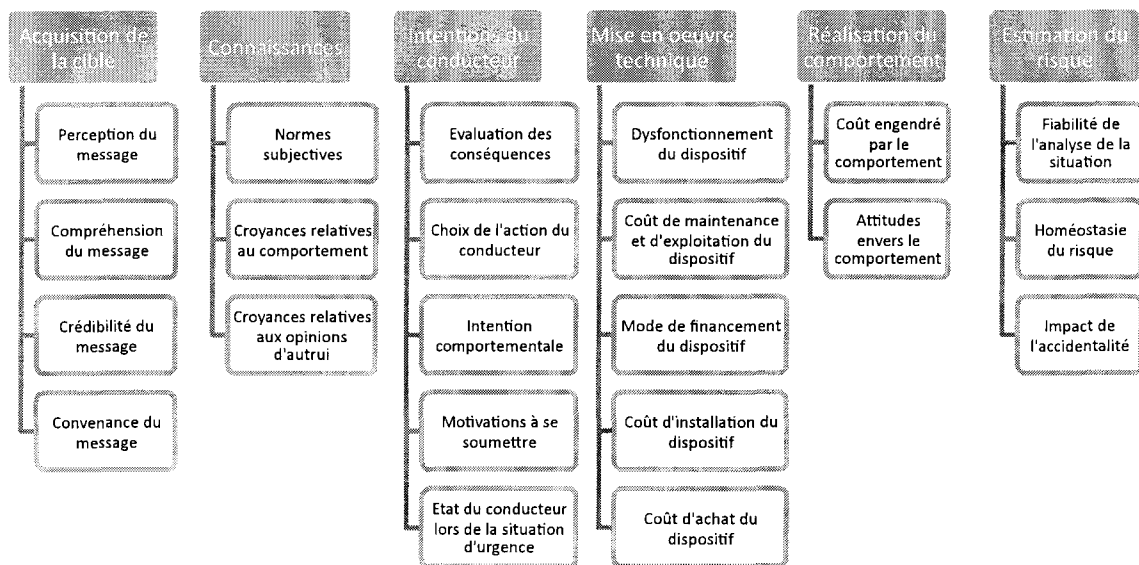 Acquisition de
la cible
Perception du
message
Compréhension
du message
Crédibilité du
message
Convenance du
message
Connaissances
Normes
subjectives
Croyances relatives
au comportement
Croyances relatives
aux opinions
d'autrui
Intentions du
conducteur
Evaluation des
conséquences
Choix de l'action du
conducteur
Intention
comportementale
Motivations à se
soumettre
Etat du conducteur
lors de la situation
d'urgence
Mise en oeuvre
technique
Dysfonctionnement
du dispositif
Coût de maintenance
et d'exploitation du
dispositif
Mode de financement
du dispositif
Coût d'installation du
dispositif
Coût d'achat du
dispositif
Réalisation du
comportement
Coût engendré
par le
comportement
Attitudes
envers le
comportement
Estimation du
risque
Fiabilité de
l'analyse de la
situation
Homéostasie
du risque
Impact de
l'accidentalité